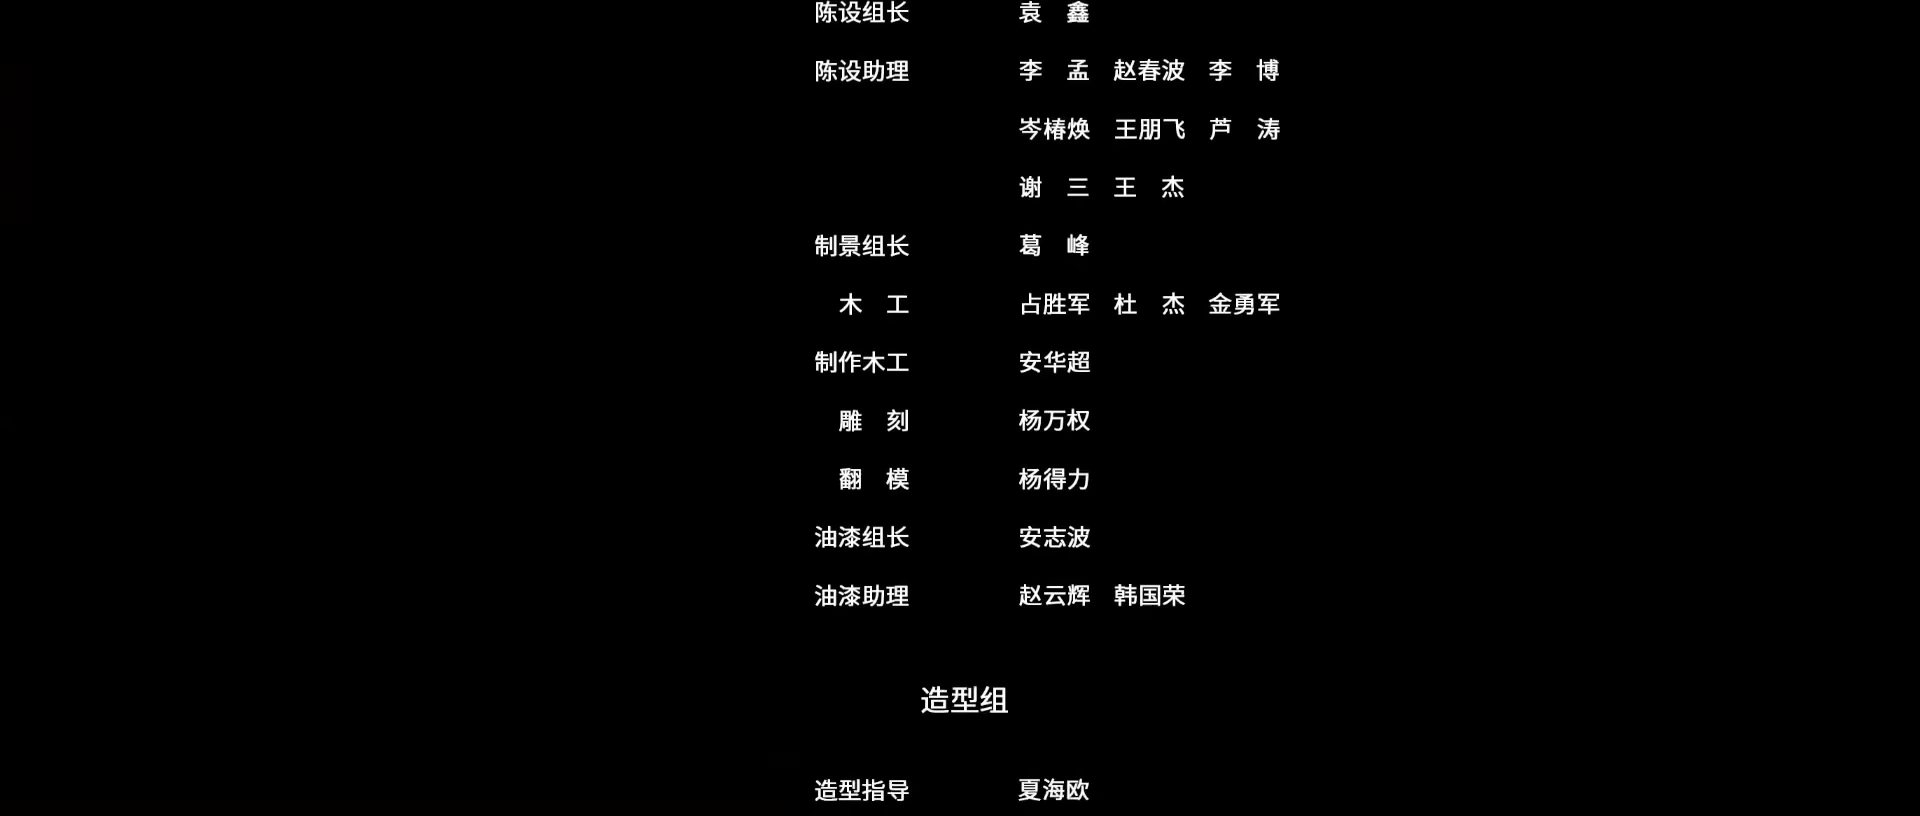 陈设组长 袁 鑫
陈设助理 李 孟 赵春波 李 博
岑椿焕 王朋飞 芦 涛
谢 三 王 杰
制景组长 葛 峰
木 工 占胜军 杜 杰 金勇军
制作木工 安华超
雕 刻 杨万权
翻 模 杨得力
油漆组长 安志波
油漆助理 赵云辉 韩国荣
造型组
造型指导 夏海欧